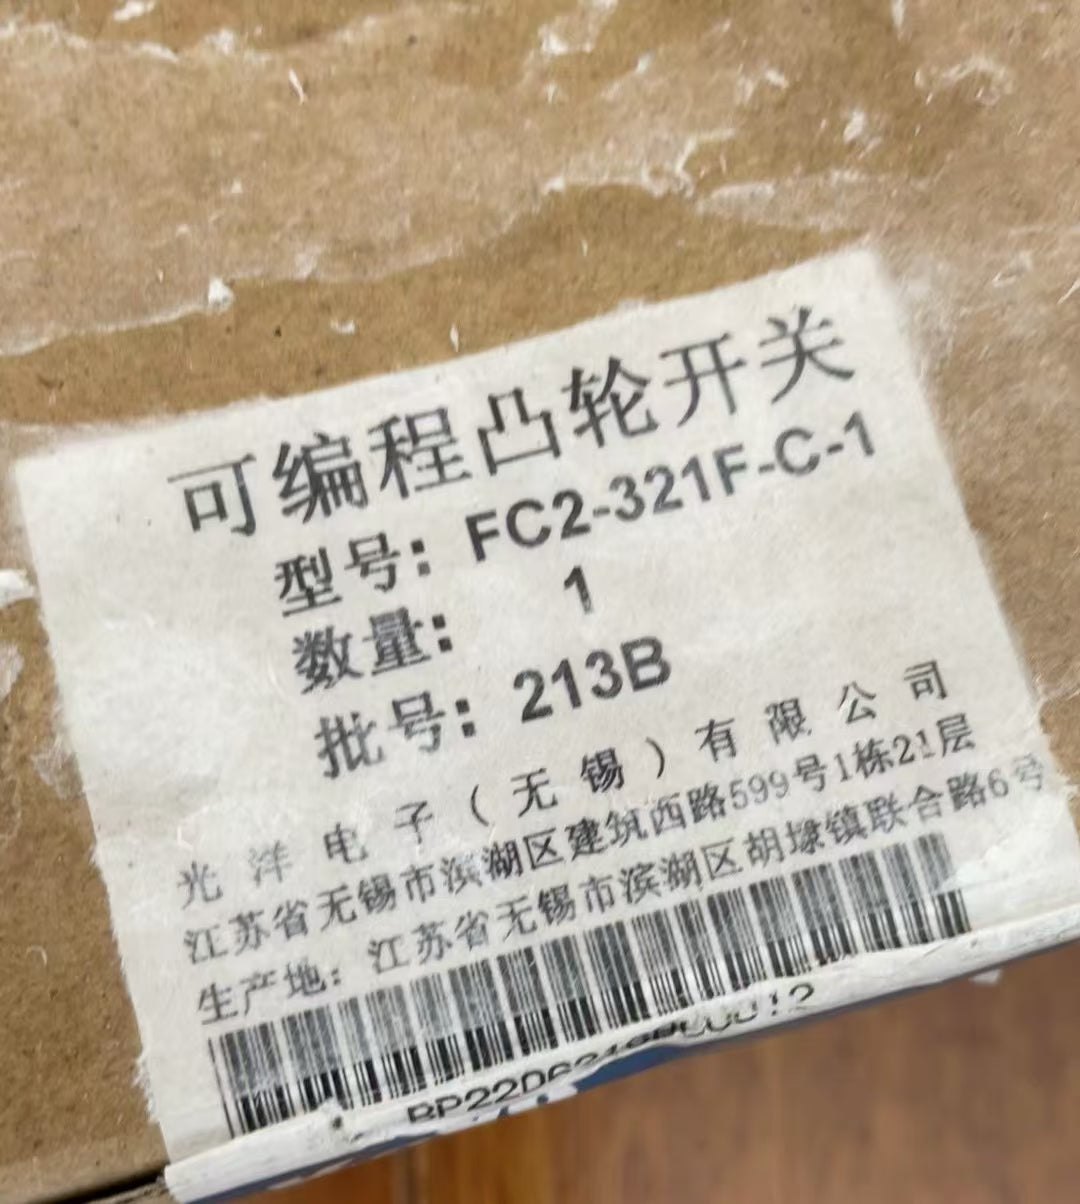 可编程凸轮开关
型号: FC2-321F-C-1
数量: 1
批号: 213B
光洋电子(无锡)有限公司
江苏省无锡市滨湖区建筑西路599号1栋21层
生产地: 江苏省无锡市滨湖区胡埭镇联合路6号